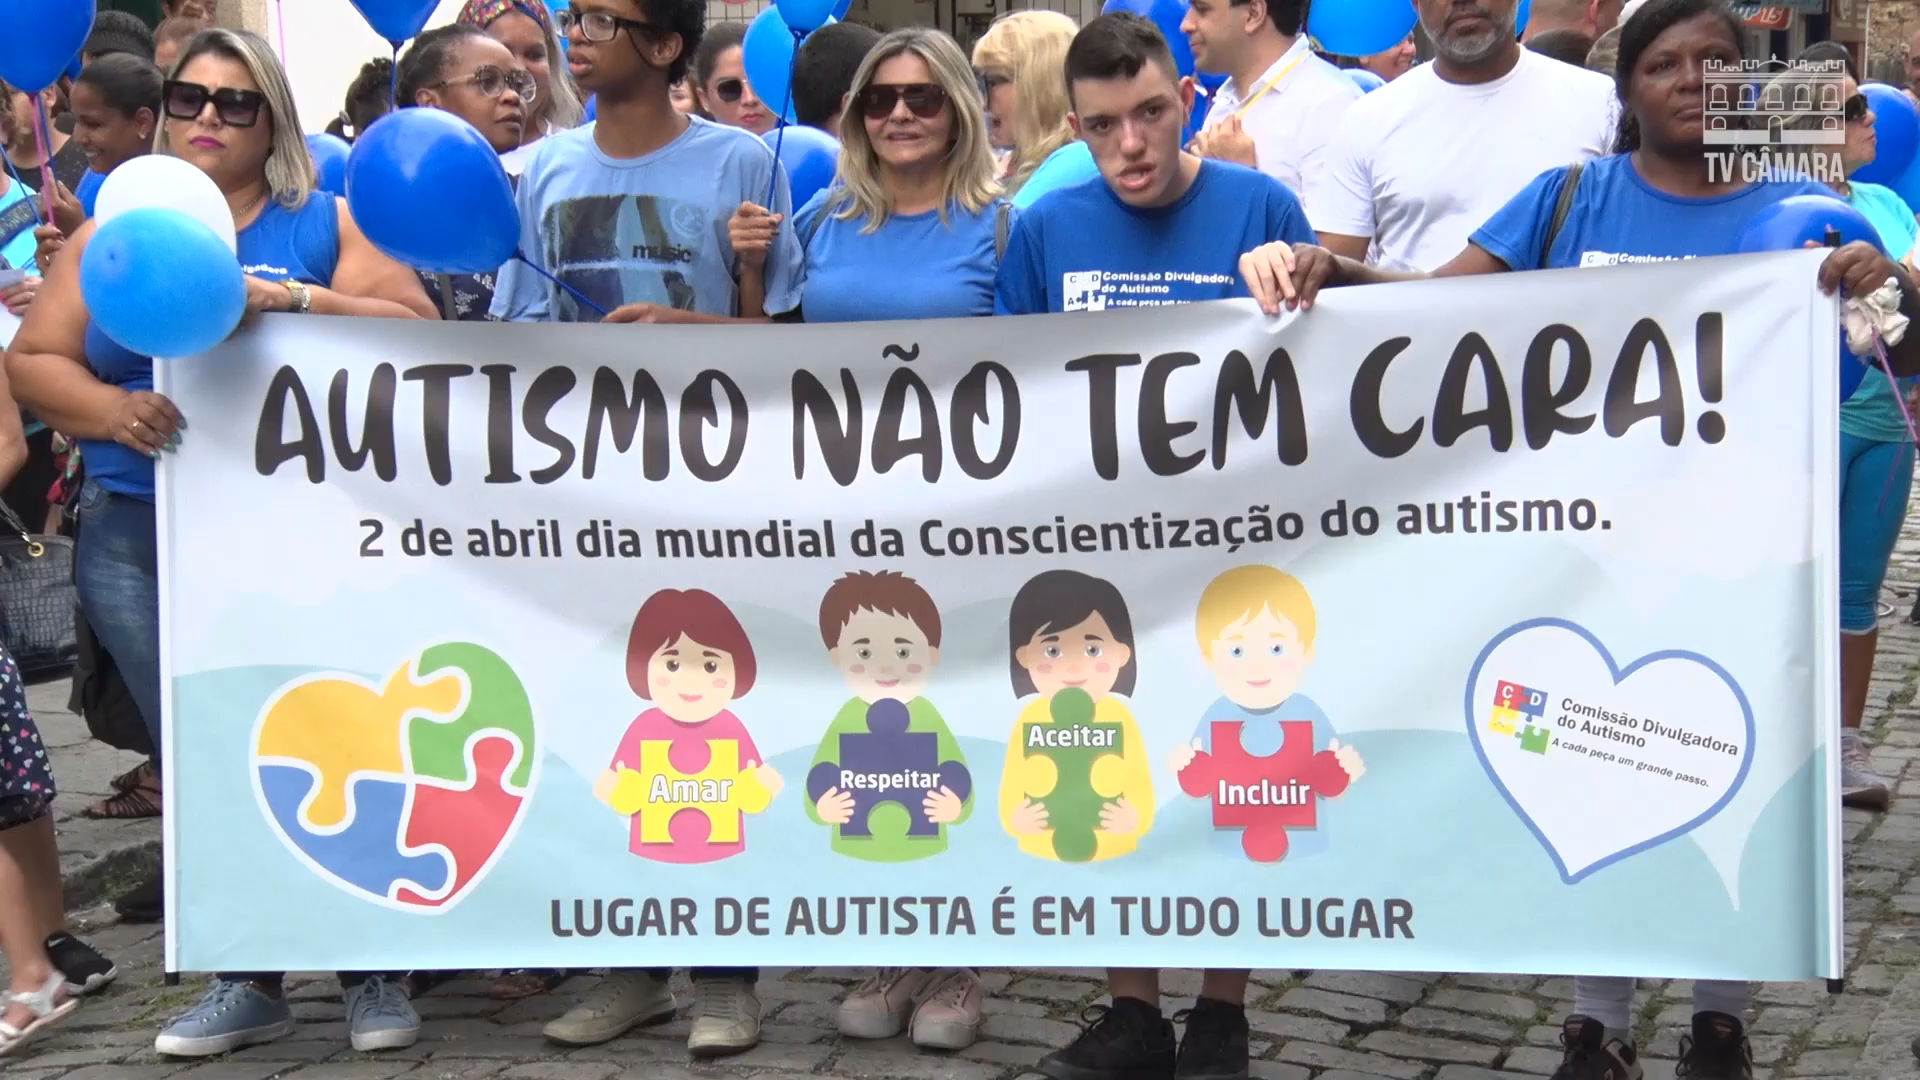 TV CÂMARA
music
C D
Comissão Divulgadora
do Autismo
AUTISMO NÃO TEM CARA!
2 de abril dia mundial da Conscientização do autismo.
Amar
Respeitar
Aceitar
Incluir
C D
Comissão Divulgadora
do Autismo
A cada peça um grande passo.
LUGAR DE AUTISTA É EM TUDO LUGAR